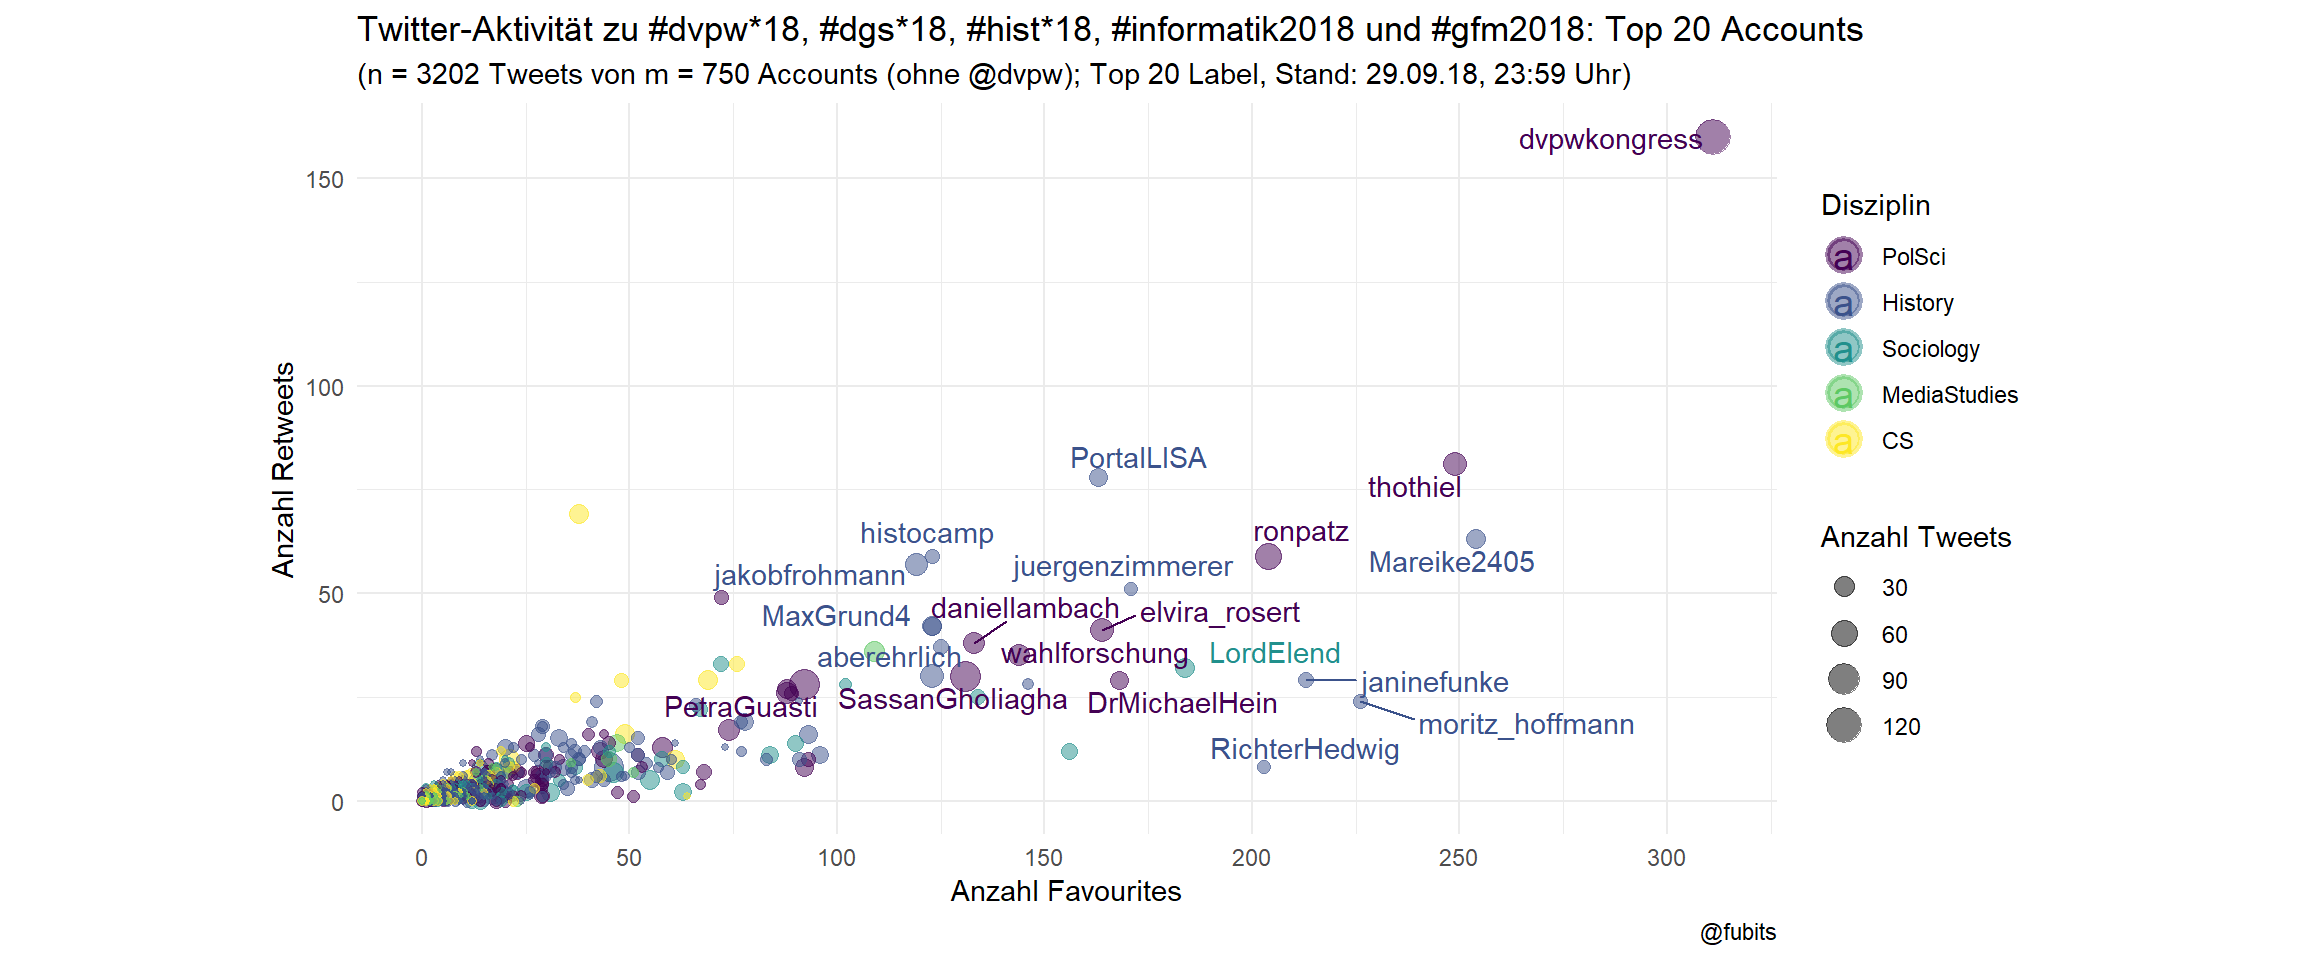 Twitter-Aktivität zu #dvpw*18, #dgs*18, #hist*18, #informatik2018 und #gfm2018: Top 20 Accounts
(n = 3202 Tweets von m = 750 Accounts (ohne @dvpw); Top 20 Label, Stand: 29.09.18, 23:59 Uhr)
Anzahl Retweets
150
100
50
0
dvpwkongress
PortalLISA
thothiel
histocamp
ronpatz
Mareike2405
jakobfrohmann
juergenzimmerer
MaxGrund4
daniellambach
elvira_rosert
aberehrlich
wahlforschung
LordElend
PetraGuasti
SassanGholiagha
DrMichaelHein
janinefunke
moritz_hoffmann
RichterHedwig
0
50
100
150
200
250
300
Anzahl Favourites
Disziplin
a PolSci
a History
a Sociology
a MediaStudies
a CS
Anzahl Tweets
30
60
90
120
@fubits